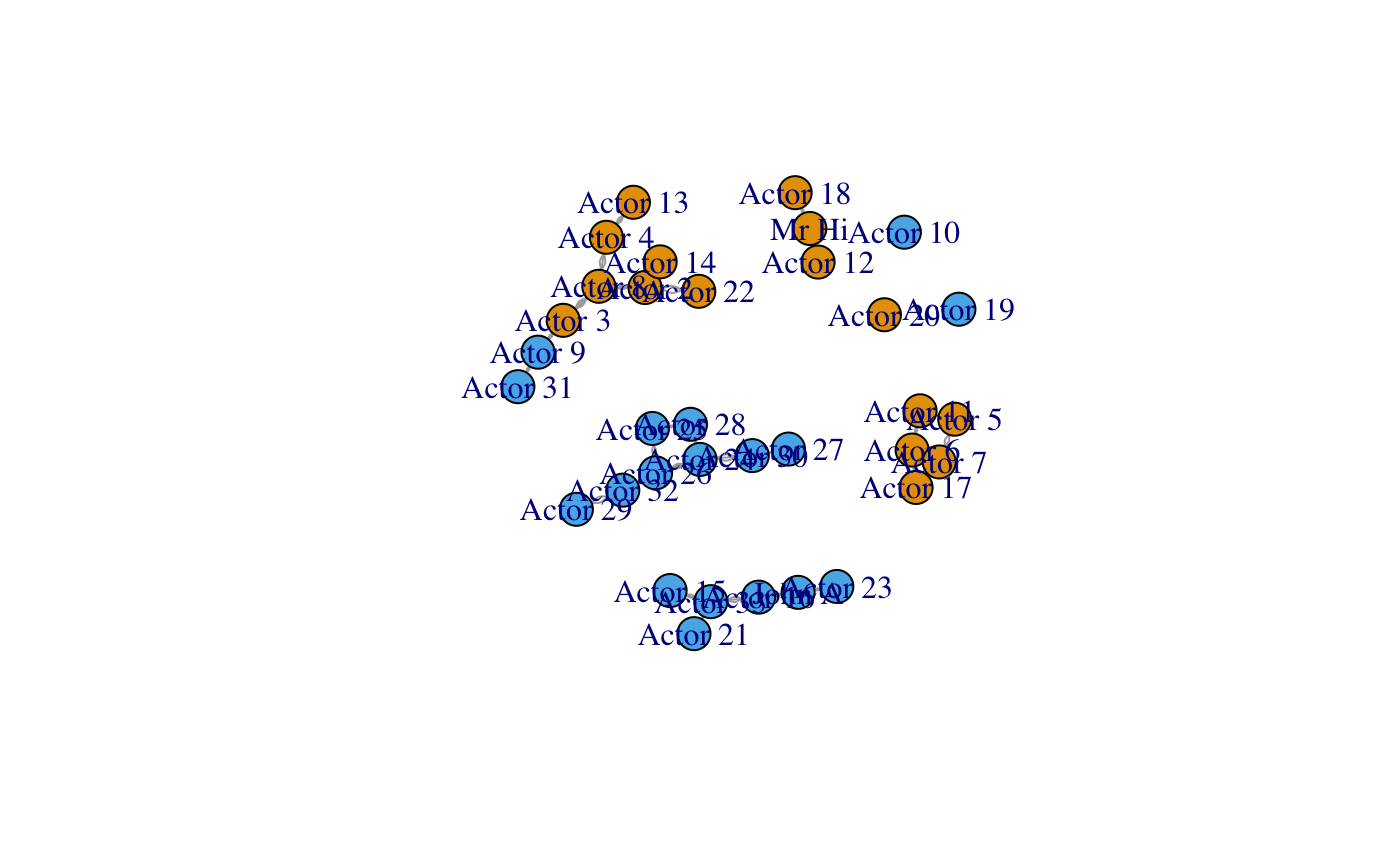 Actor 18
Actor 13
Mr Hi
Actor 10
Actor 4
Actor 14
Actor 12
Actor 8
Actor 2
Actor 22
Actor 3
Actor 20
Actor 19
Actor 9
Actor 31
Actor 11
Actor 5
Actor 28
Actor 25
Actor 27
Actor 6
Actor 24
Actor 30
Actor 7
Actor 26
Actor 32
Actor 17
Actor 29
Actor 23
Actor 15
John A
Actor 16
Actor 33
Actor 21